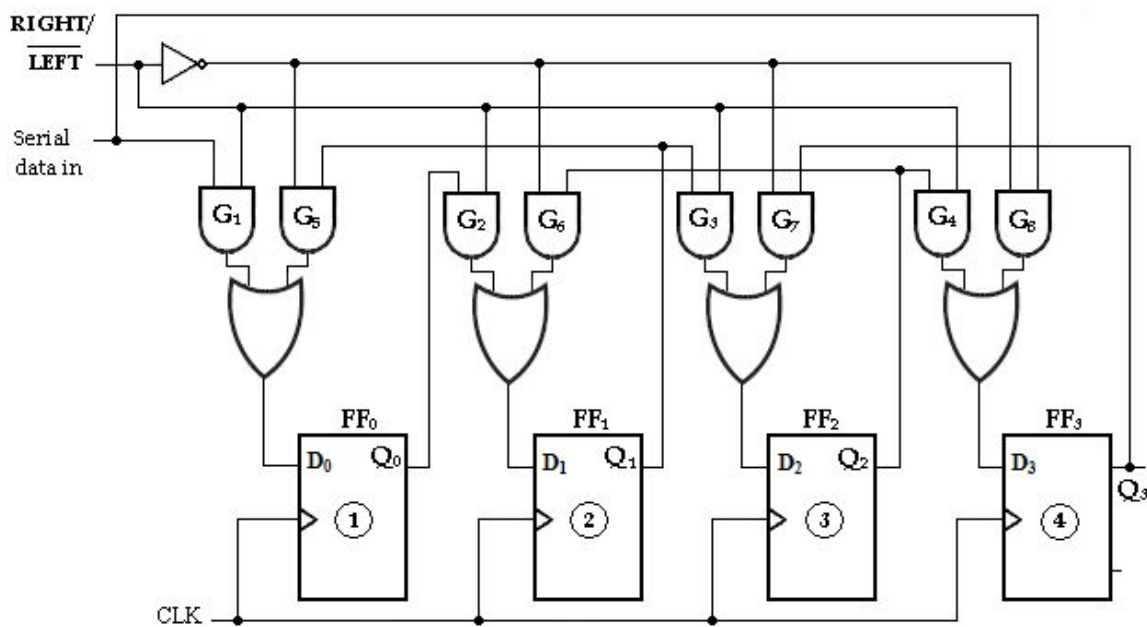 RIGHT/
LEFT
Serial
data in
G₁ G₅ G₂ G₆ G₃ G₇ G₄ G₈
FF₀ FF₁ FF₂ FF₃
D₀ Q₀ D₁ Q₁ D₂ Q₂ D₃ Q₃
1 2 3 4
CLK